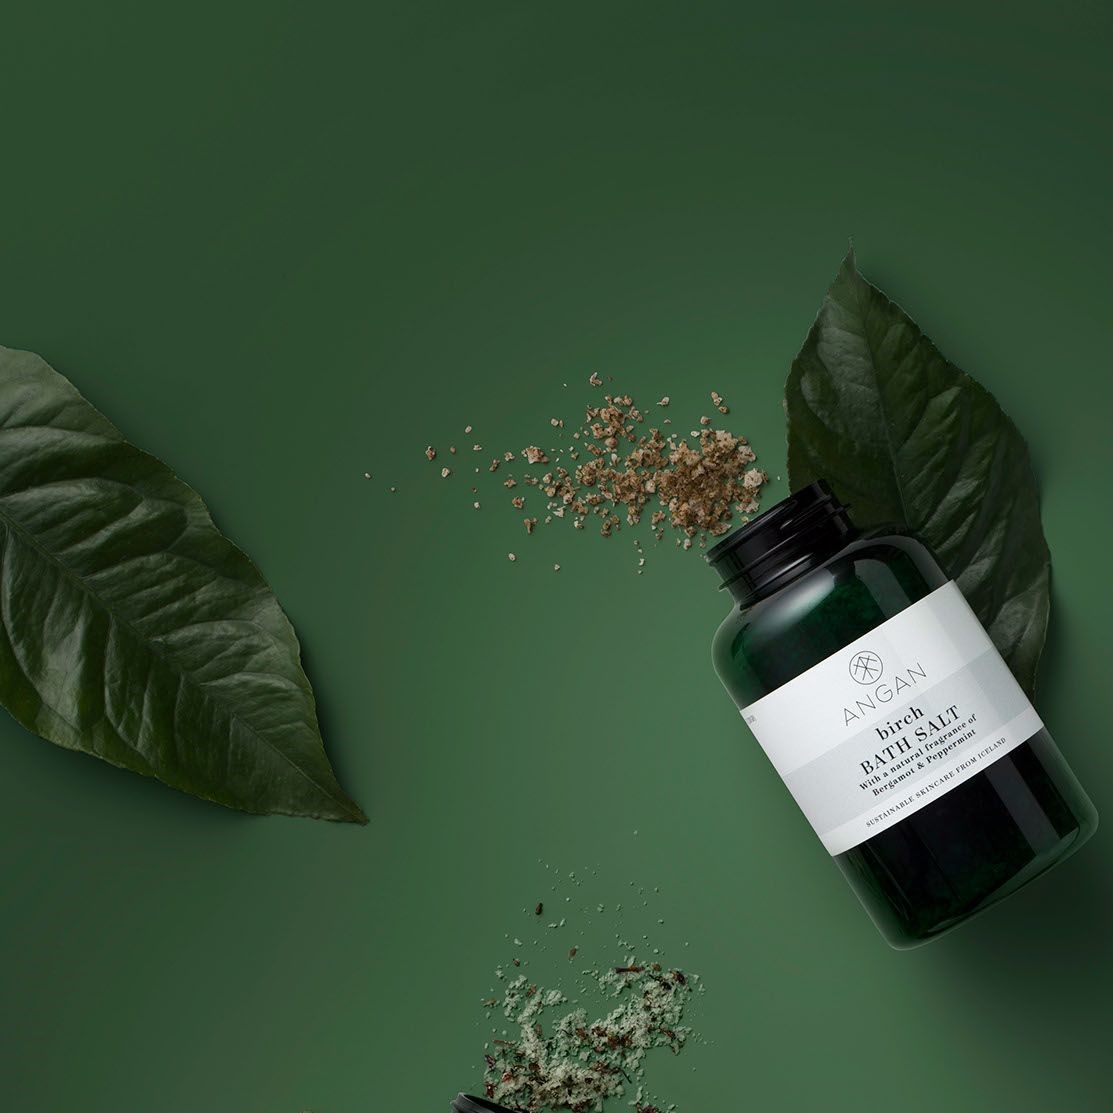 ANGAN
birch
BATH SALT
With a natural fragrance of
Bergamot & Peppermint
SUSTAINABLE SKINCARE FROM ICELAND